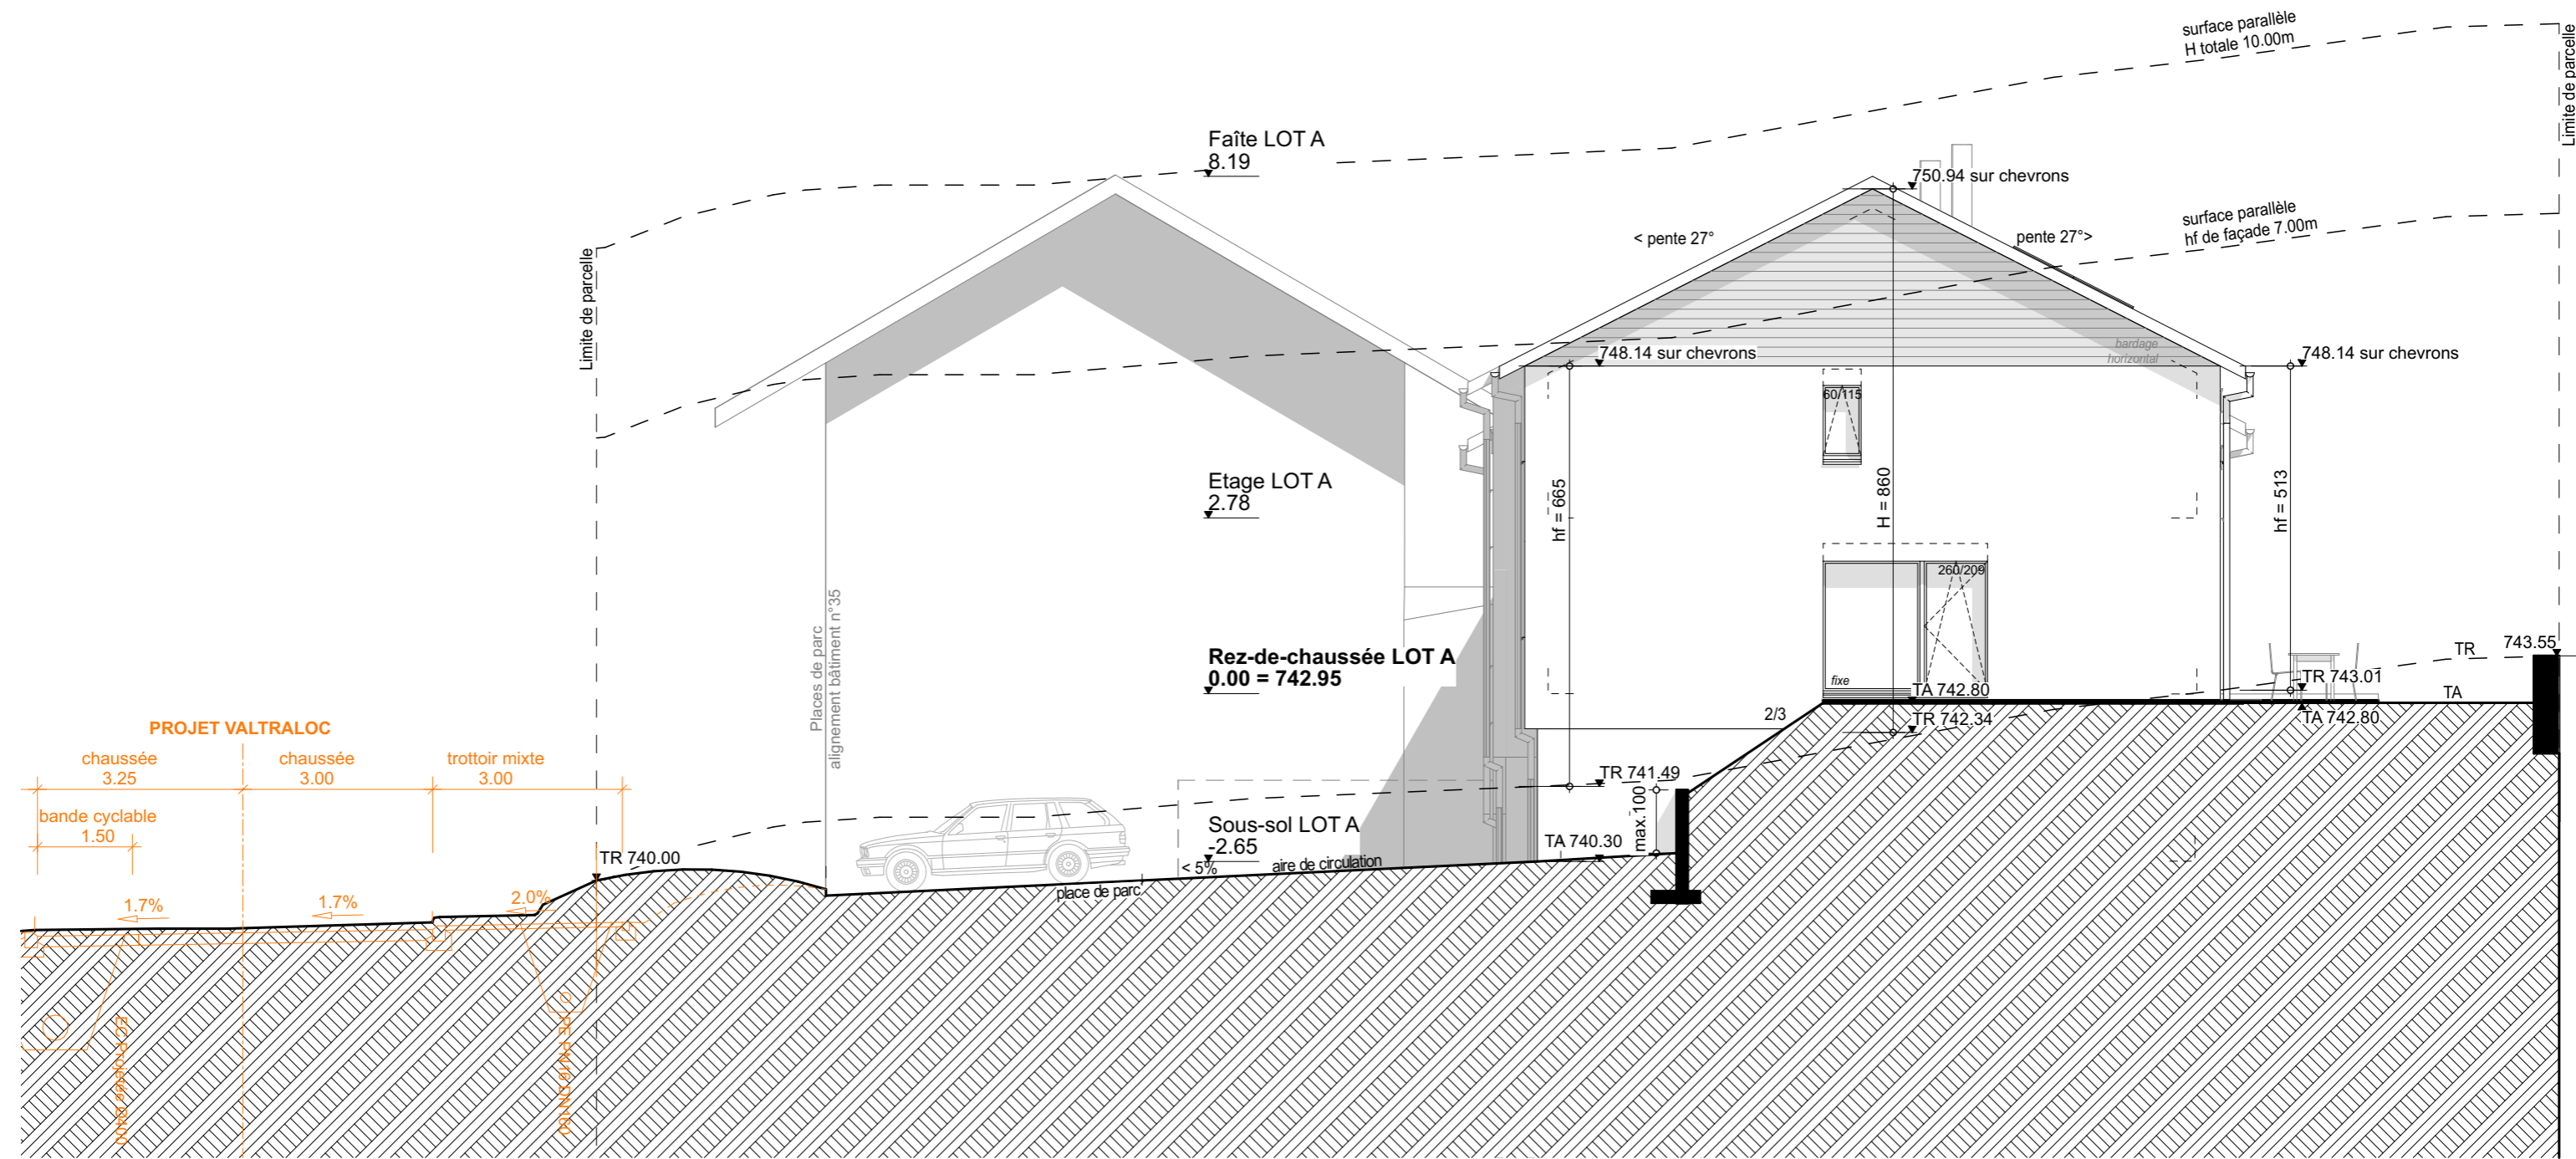 surface parallèle
H totale 10.00m
Limite de parcelle
Faîte LOT A
8.19
750.94 sur chevrons
surface parallèle
hf de façade 7.00m
< pente 27°
pente 27°>
Limite de parcelle
748.14 sur chevrons
bardage
horizontal
748.14 sur chevrons
60/115
Etage LOT A
2.78
hf = 665
H = 860
hf = 513
260/209
Places de parc
alignement bâtiment n°35
Rez-de-chaussée LOT A
0.00 = 742.95
fixe
TA 742.80
TR 742.34
2/3
TR
743.55
TR 743.01
TA
TA 742.80
PROJET VALTRALOC
chaussée
3.25
chaussée
3.00
trottoir mixte
3.00
bande cyclable
1.50
TR 741.49
max.100
Sous-sol LOT A
-2.65
TA 740.30
TR 740.00
< 5%
aire de circulation
place de parc
1.7%
1.7%
2.0%
EC Projetée Ø400
PE PN16 DN160